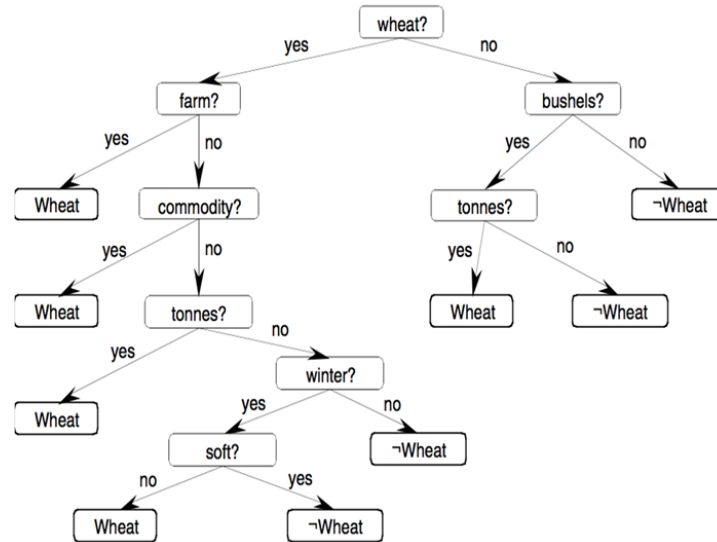 wheat?
yes
no
farm?
bushels?
yes
no
yes
no
Wheat
commodity?
tonnes?
¬Wheat
yes
no
yes
no
Wheat
tonnes?
Wheat
¬Wheat
yes
no
winter?
Wheat
yes
no
soft?
¬Wheat
no
yes
Wheat
¬Wheat